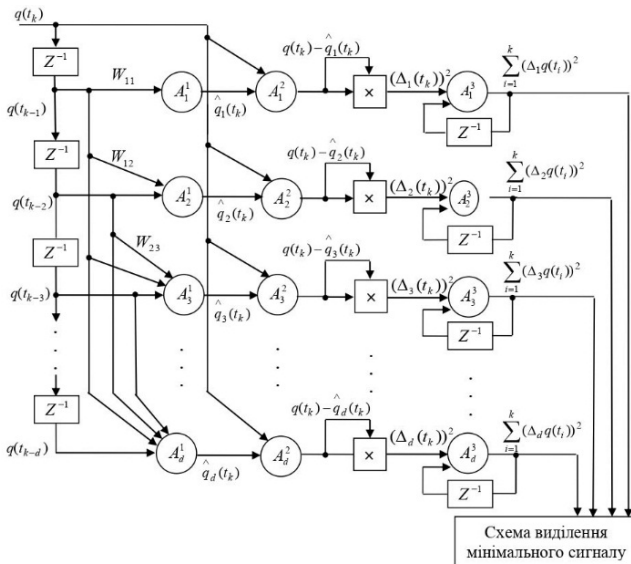 q(t_k)
Z^{-1}
W_{11}
A_1^1
\hat{q}_1(t_k)
A_1^2
q(t_k) - \hat{q}_1(t_k)
×
(Δ_1(t_k))^2
A_1^3
Z^{-1}
\sum_{i=1}^{k} (Δ_1 q(t_i))^2
q(t_{k-1})
Z^{-1}
W_{12}
A_2^1
\hat{q}_2(t_k)
A_2^2
q(t_k) - \hat{q}_2(t_k)
×
(Δ_2(t_k))^2
A_2^3
Z^{-1}
\sum_{i=1}^{k} (Δ_2 q(t_i))^2
q(t_{k-2})
Z^{-1}
W_{23}
A_3^1
\hat{q}_3(t_k)
A_3^2
q(t_k) - \hat{q}_3(t_k)
×
(Δ_3(t_k))^2
A_3^3
Z^{-1}
\sum_{i=1}^{k} (Δ_3 q(t_i))^2
q(t_{k-3})
Z^{-1}
A_d^1
\hat{q}_d(t_k)
A_d^2
q(t_k) - \hat{q}_d(t_k)
×
(Δ_d(t_k))^2
A_d^3
Z^{-1}
\sum_{i=1}^{k} (Δ_d q(t_i))^2
q(t_{k-d})
Схема виділення
мінімального сигналу